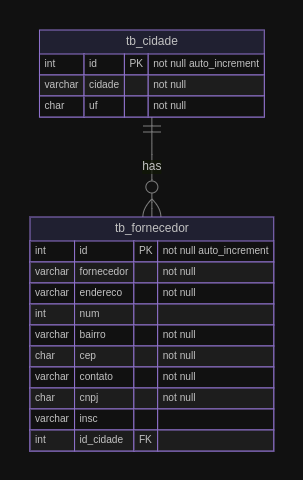 tb_cidade
int id PK not null auto_increment
varchar cidade not null
char uf not null
has
tb_fornecedor
int id PK not null auto_increment
varchar fornecedor not null
varchar endereco not null
int num
varchar bairro not null
char cep not null
varchar contato not null
char cnpj not null
varchar insc
int id_cidade FK